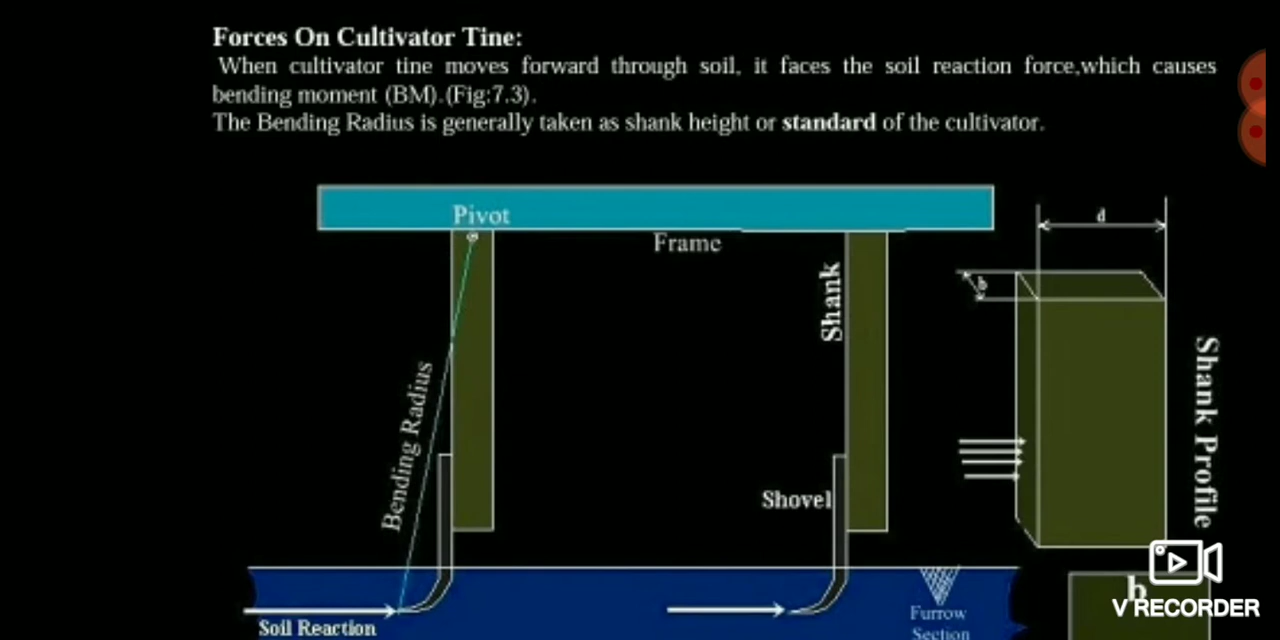 Forces On Cultivator Tine:
When cultivator tine moves forward through soil, it faces the soil reaction force,which causes
bending moment (BM).(Fig:7.3).
The Bending Radius is generally taken as shank height or standard of the cultivator.
Pivot
Frame
Shank
d
b
Bending Radius
Shovel
Shank Profile
Soil Reaction
Furrow
Section
b
V RECORDER